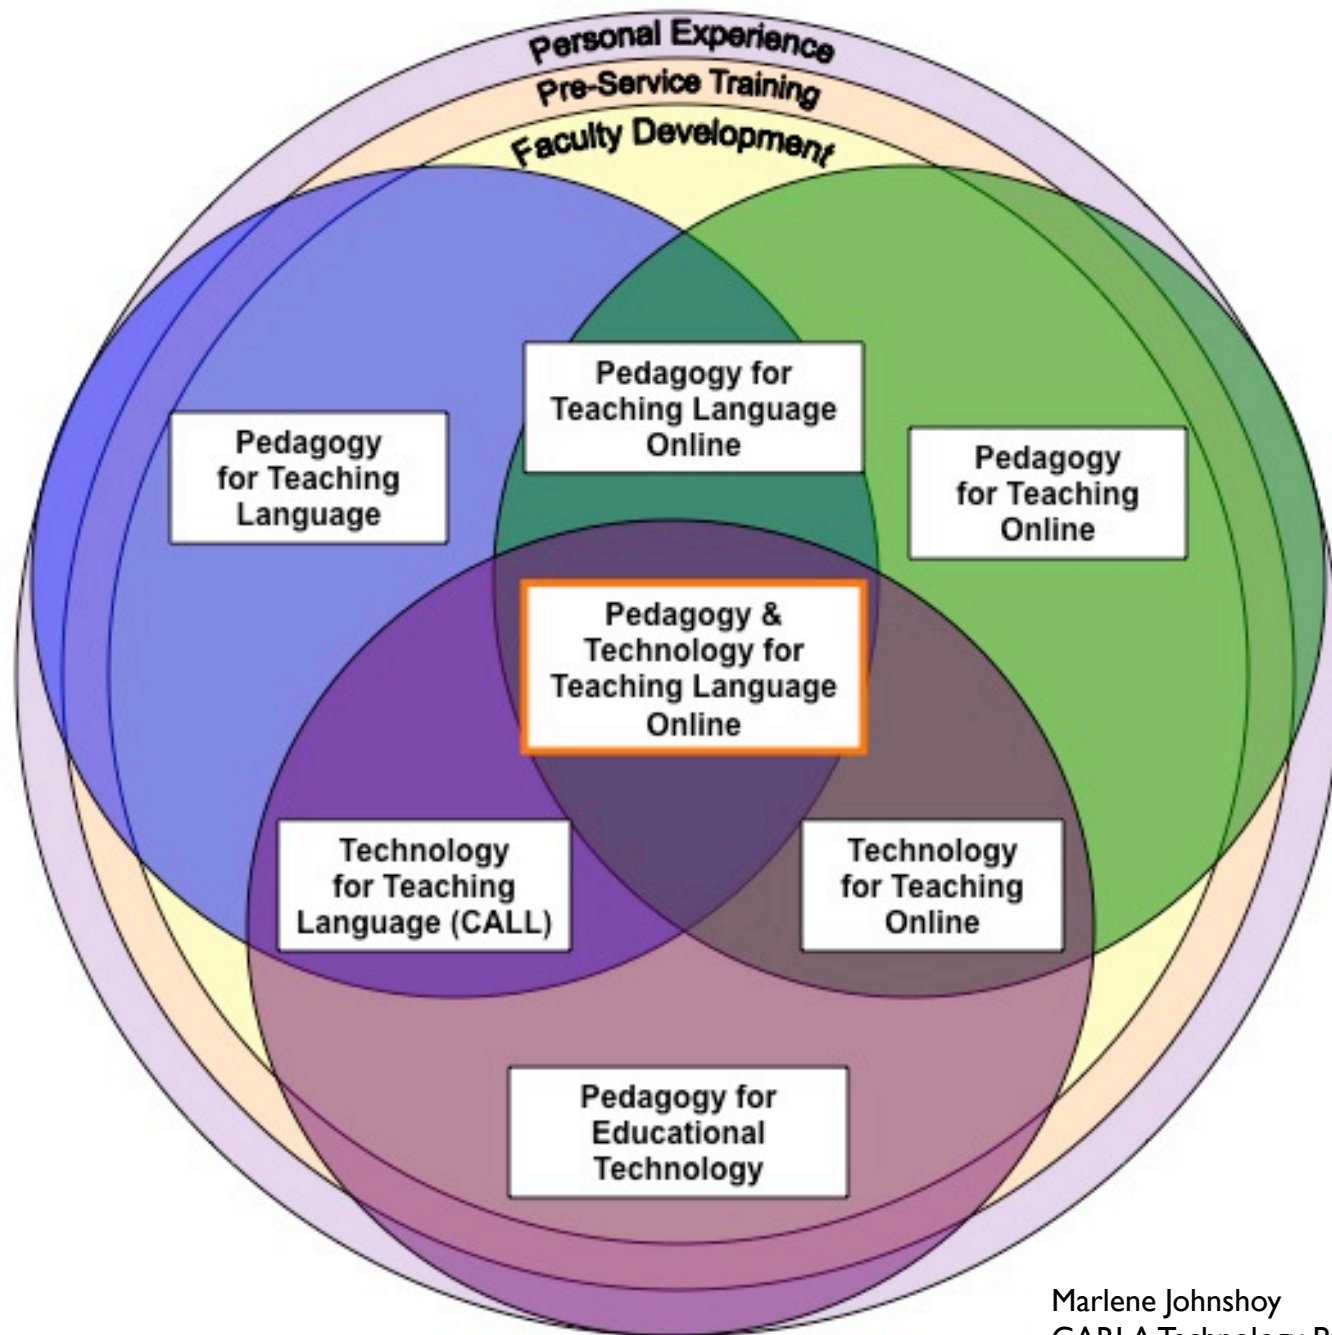 Personal Experience
Pre-Service Training
Faculty Development
Pedagogy for
Teaching Language
Online
Pedagogy
for Teaching
Language
Pedagogy
for Teaching
Online
Pedagogy &
Technology for
Teaching Language
Online
Technology
for Teaching
Language (CALL)
Technology
for Teaching
Online
Pedagogy for
Educational
Technology
Marlene Johnshoy
CARLA Technology